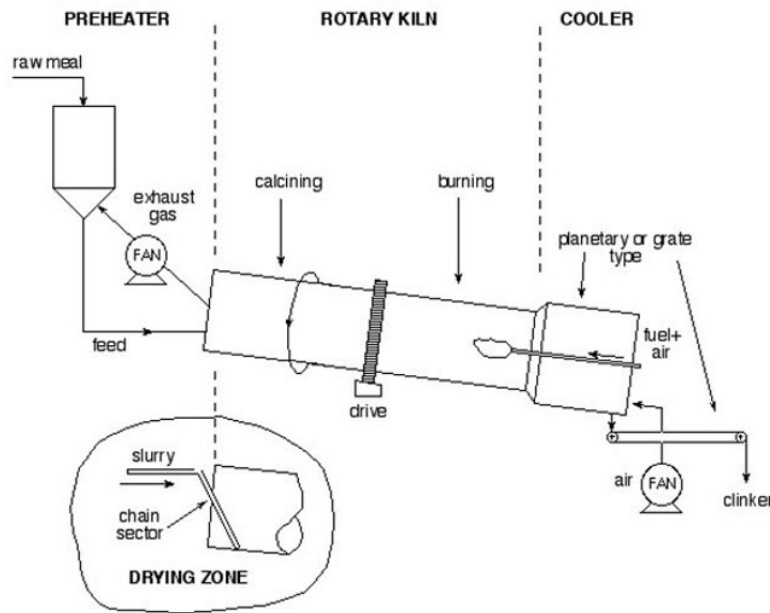 PREHEATER
ROTARY KILN
COOLER
raw meal
calcining
burning
exhaust
gas
planetary or grate
type
FAN
feed
fuel+
air
drive
slurry
chain
sector
DRYING ZONE
air
FAN
clinker